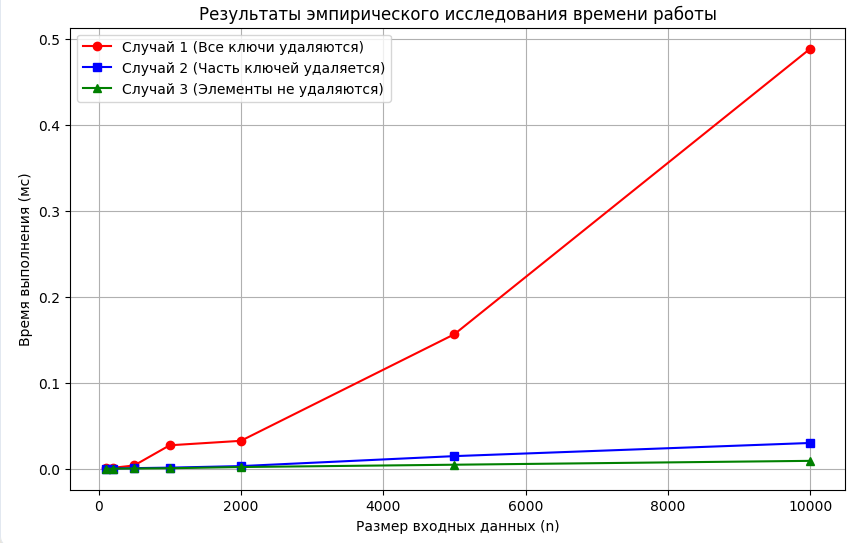 Результаты эмпирического исследования времени работы
Случай 1 (Все ключи удаляются)
Случай 2 (Часть ключей удаляется)
Случай 3 (Элементы не удаляются)
Время выполнения (мс)
0.5
0.4
0.3
0.2
0.1
0.0
0 2000 4000 6000 8000 10000
Размер входных данных (n)